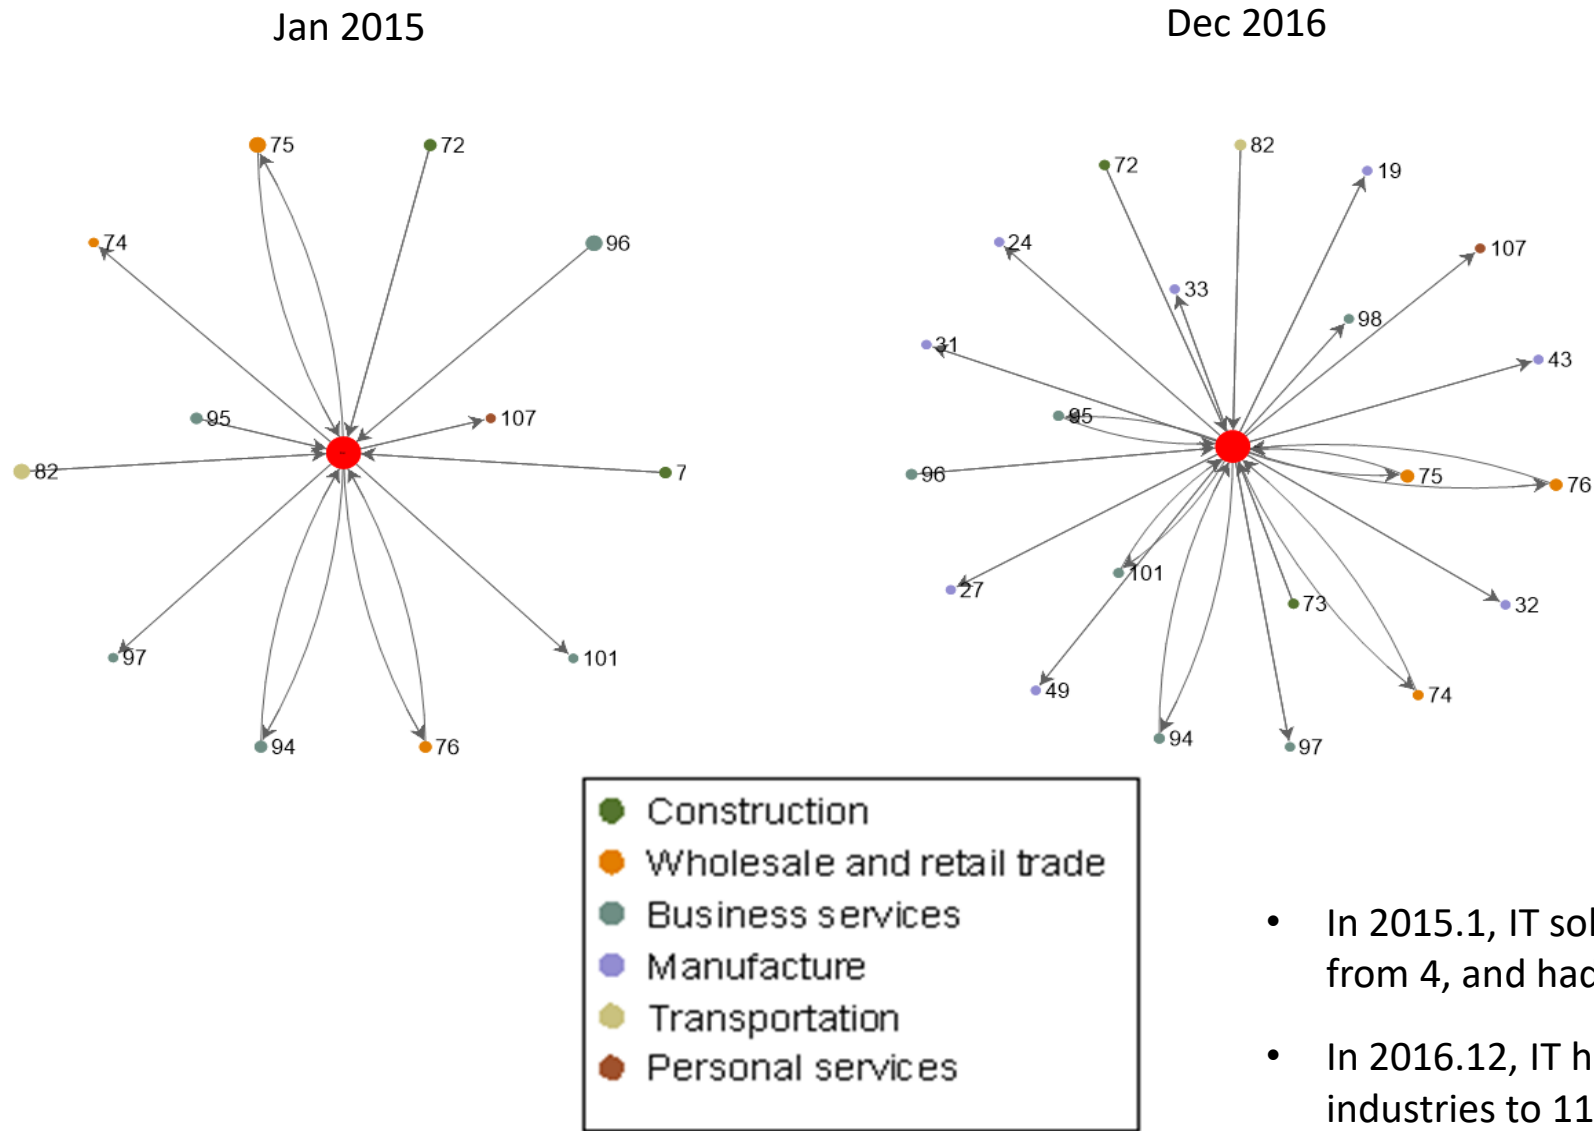 Jan 2015
Dec 2016
75
72
74
96
95
107
82
7
97
101
94
76
82
72
19
24
107
33
98
31
43
95
75
96
76
101
27
73
32
49
74
94
97
Construction
Wholesale and retail trade
Business services
Manufacture
Transportation
Personal services
• In 2015.1, IT sol
from 4, and had
• In 2016.12, IT h
industries to 11